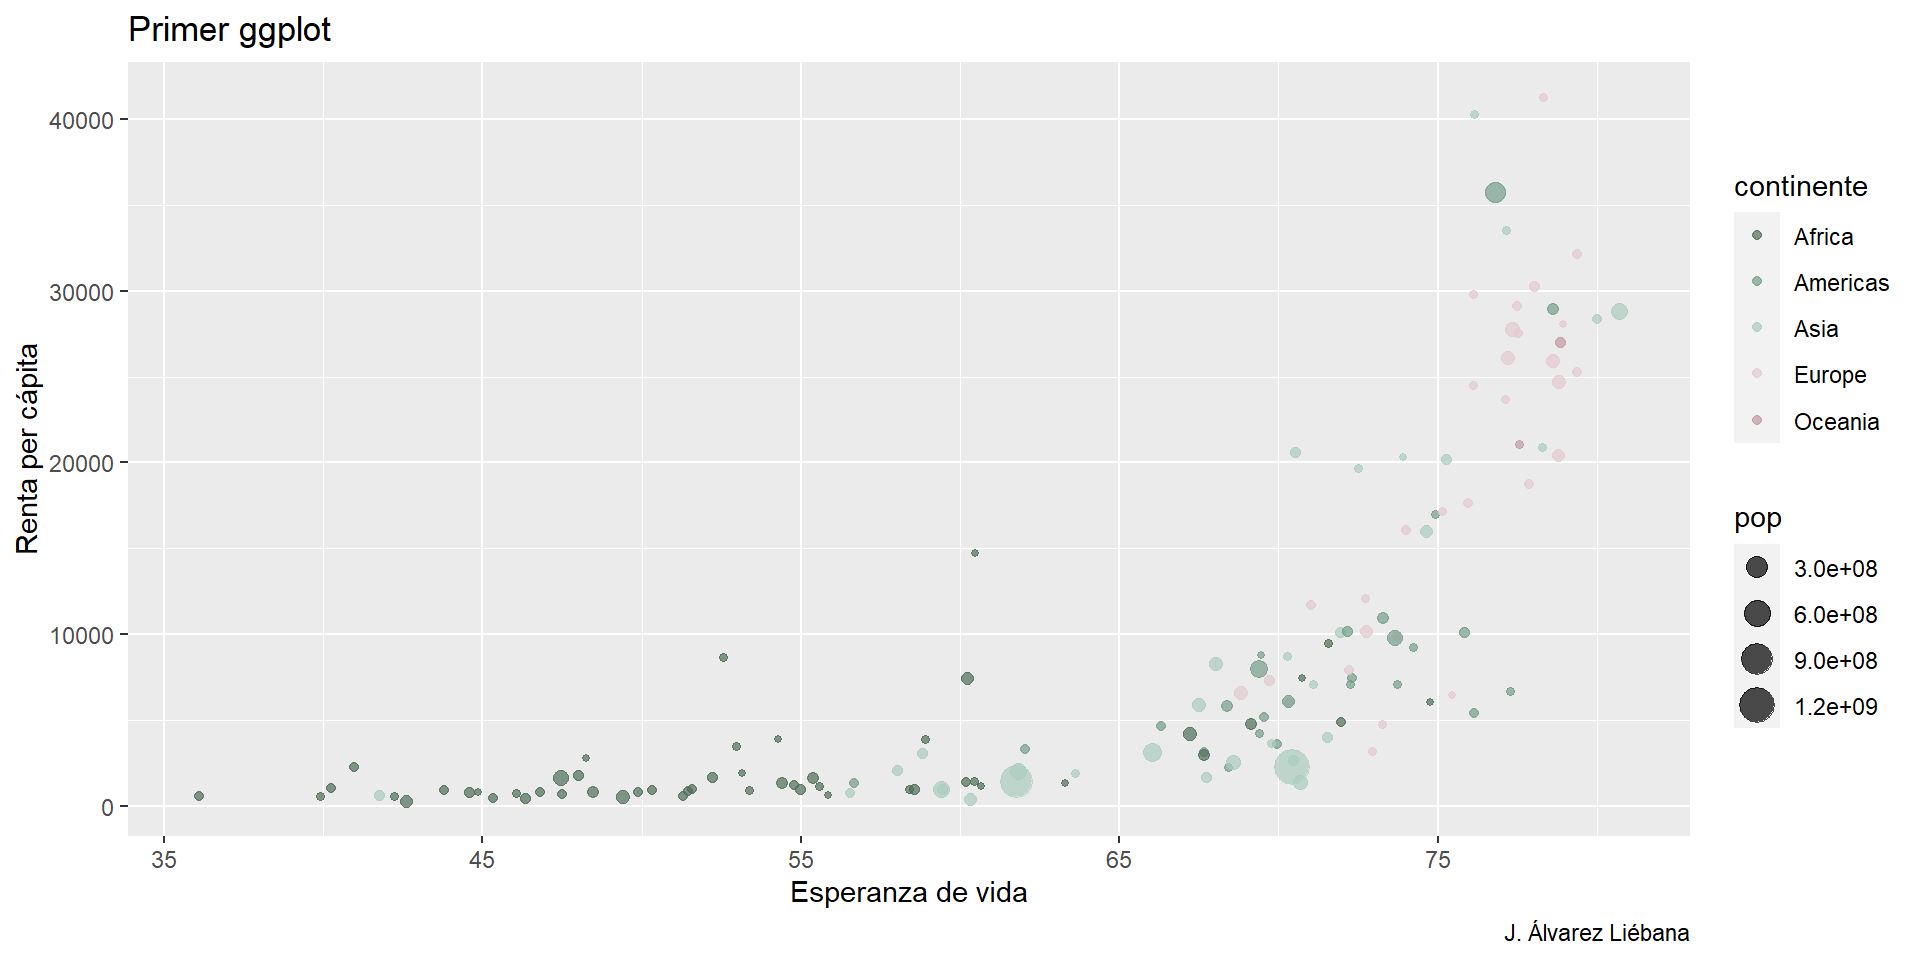 Primer ggplot
Renta per cápita
40000
30000
20000
10000
0
35 45 55 65 75
Esperanza de vida
J. Álvarez Liébana
continente
Africa
Americas
Asia
Europe
Oceania
pop
3.0e+08
6.0e+08
9.0e+08
1.2e+09